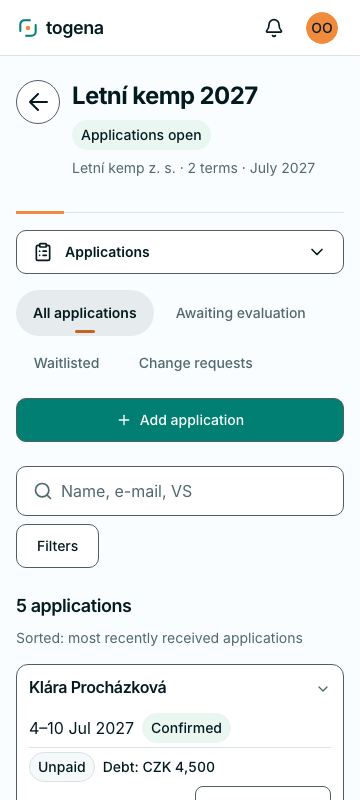 togena
OO
Letní kemp 2027
Applications open
Letní kemp z. s. · 2 terms · July 2027
Applications
All applications
Awaiting evaluation
Waitlisted
Change requests
+ Add application
Name, e-mail, VS
Filters
5 applications
Sorted: most recently received applications
Klára Procházková
4–10 Jul 2027
Confirmed
Unpaid
Debt: CZK 4,500